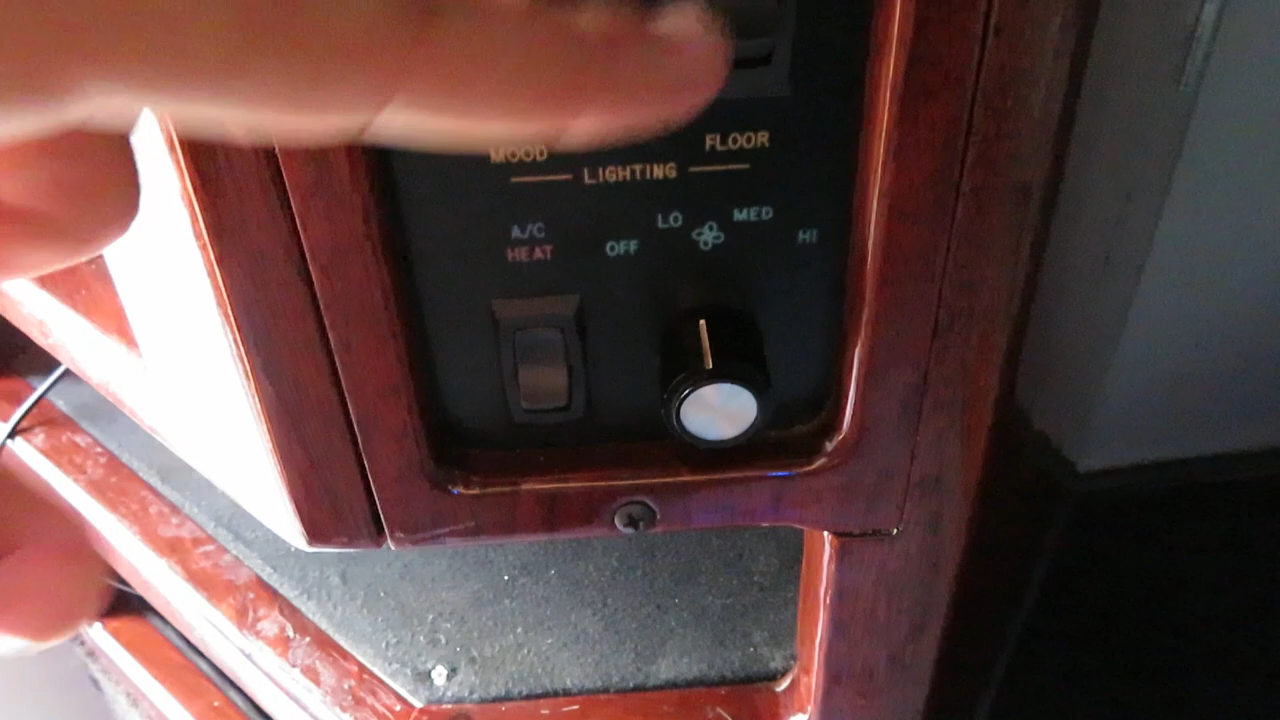 MOOD FLOOR
LIGHTING
A/C
HEAT
OFF LO MED HI